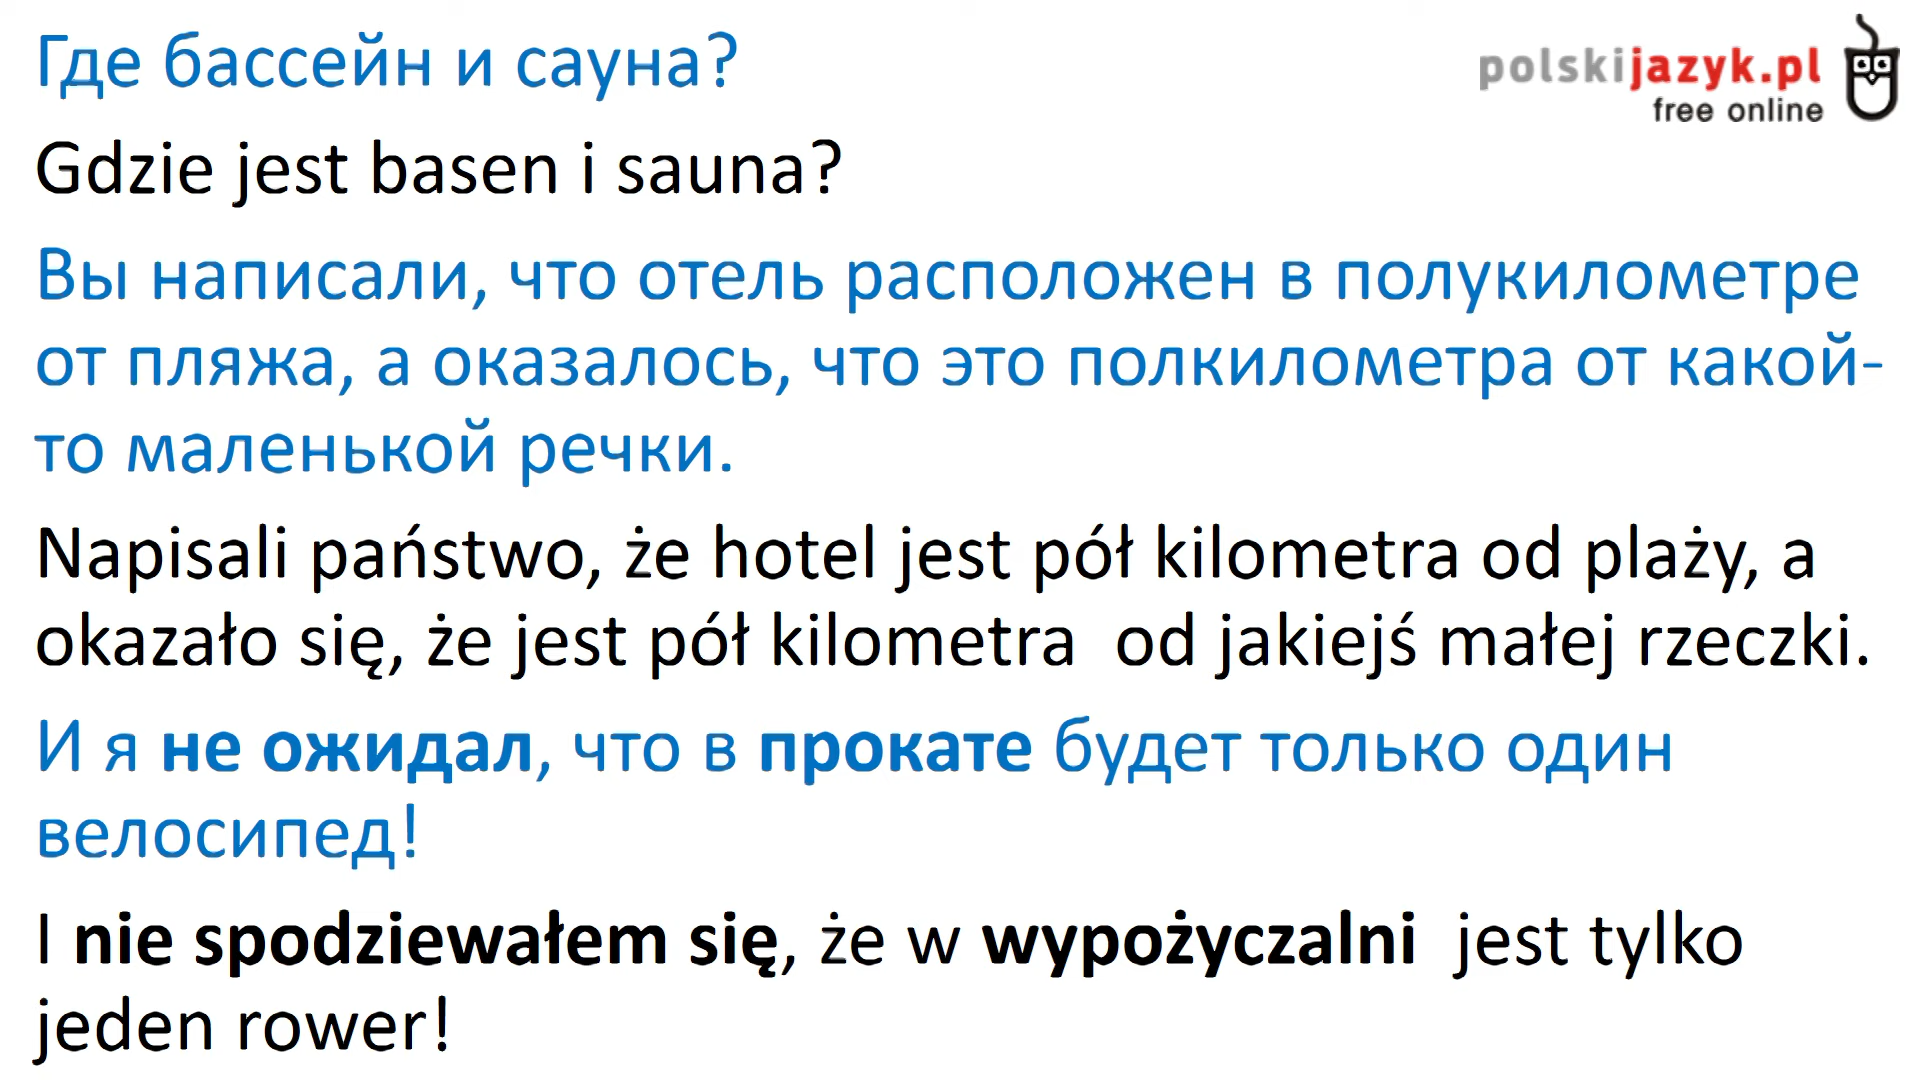 Где бассейн и сауна?
polskijazyk.pl
free online
Gdzie jest basen i sauna?
Вы написали, что отель расположен в полукилометре
от пляжа, а оказалось, что это полкилометра от какой-
то маленькой речки.
Napisali państwo, że hotel jest pół kilometra od plaży, a
okazało się, że jest pół kilometra  od jakiejś małej rzeczki.
И я не ожидал, что в прокате будет только один
велосипед!
I nie spodziewałem się, że w wypożyczalni  jest tylko
jeden rower!